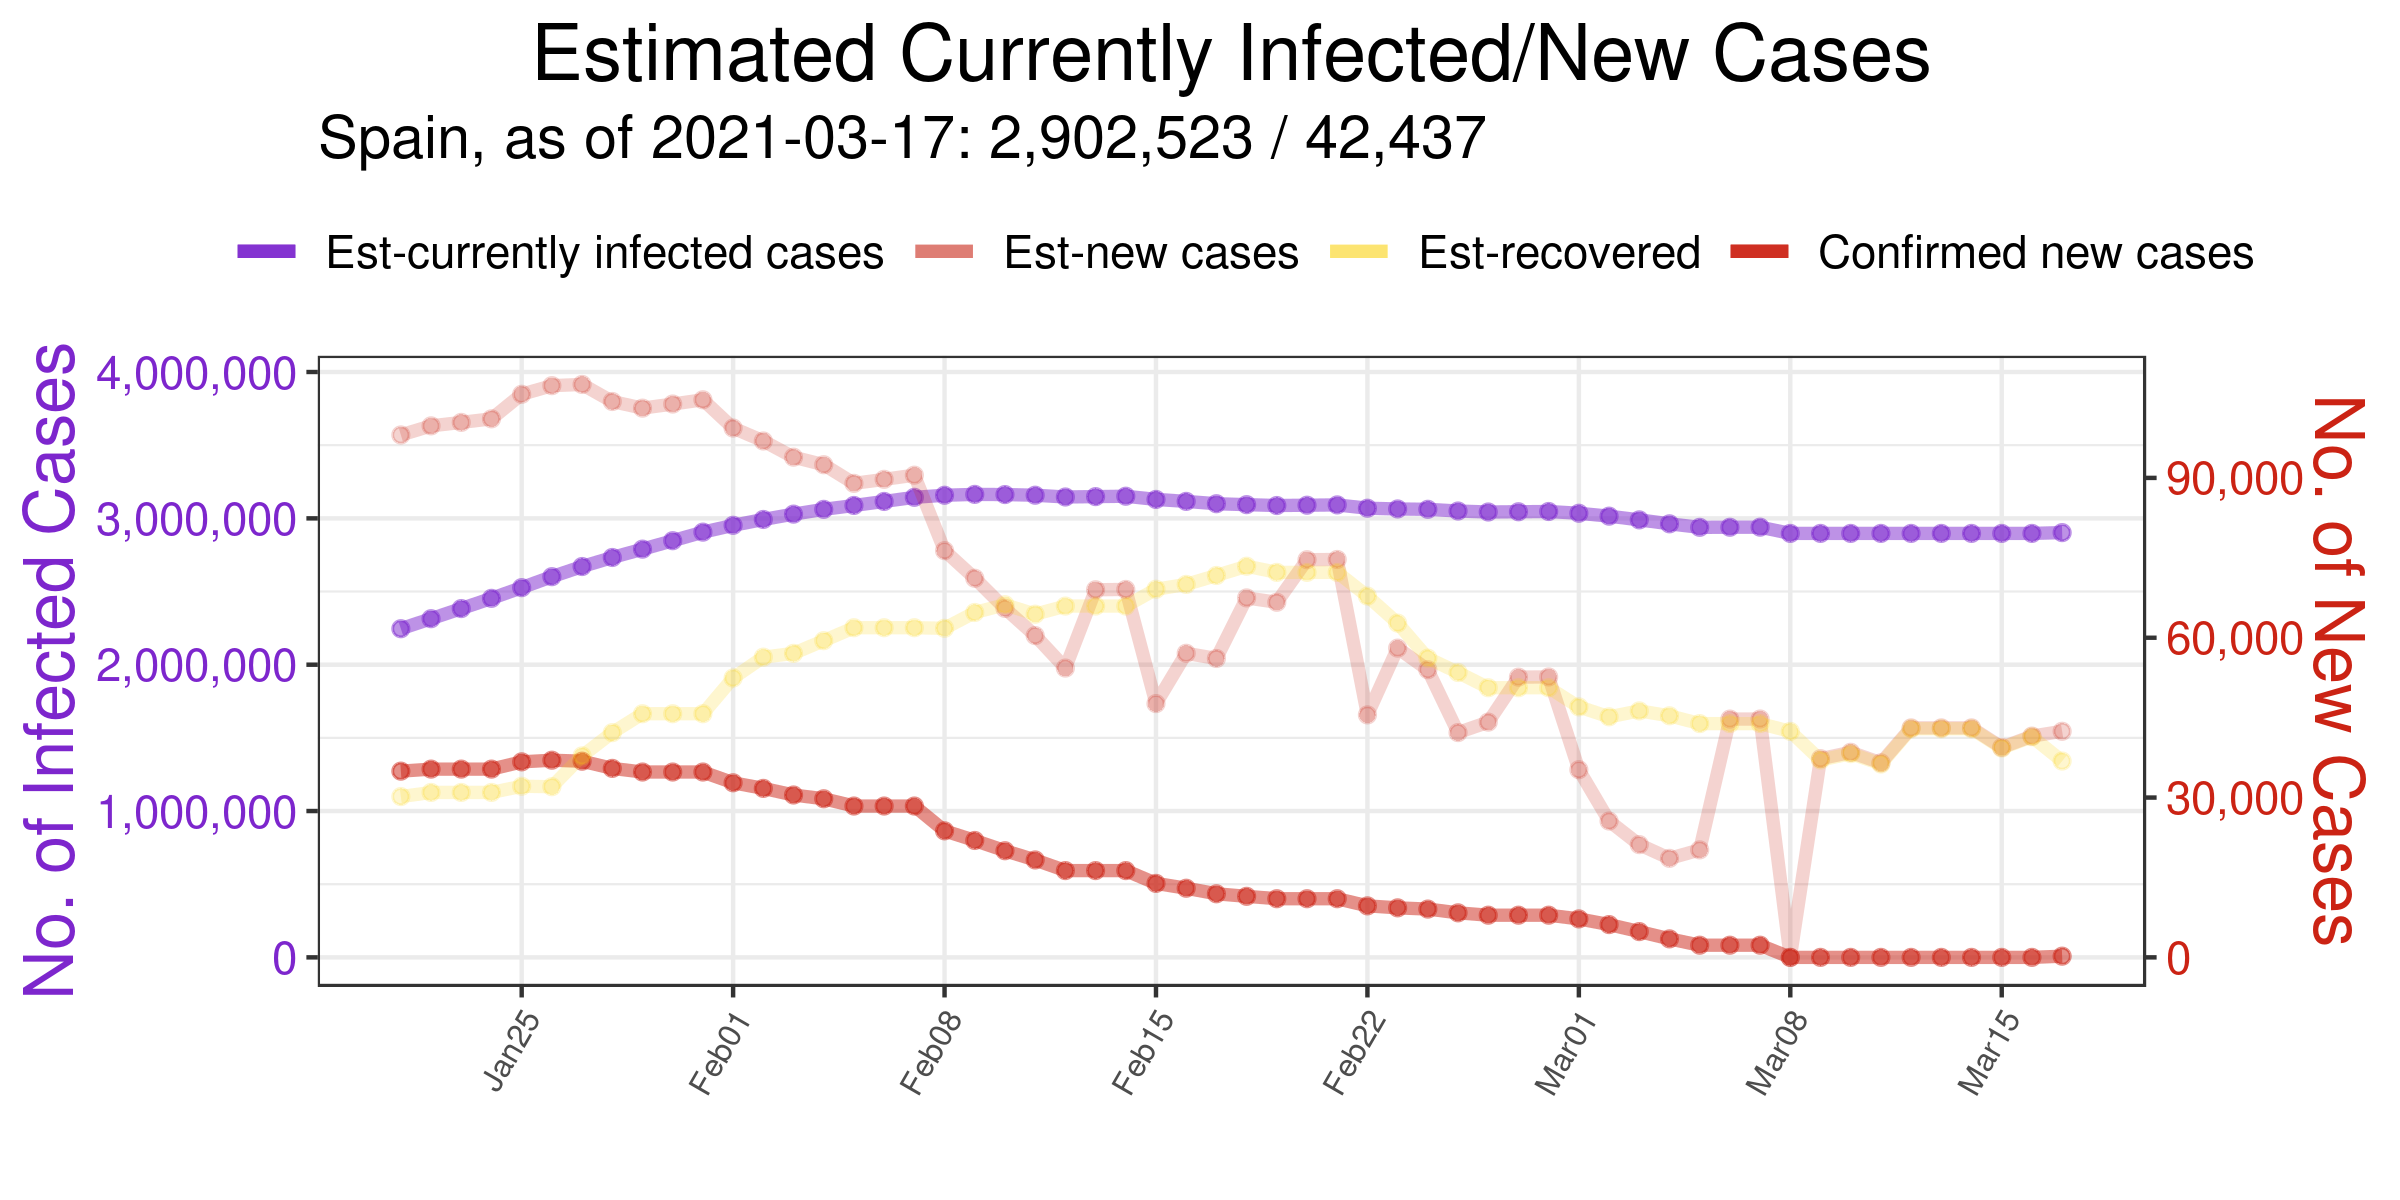 Estimated Currently Infected/New Cases
Spain, as of 2021-03-17: 2,902,523 / 42,437
Est-currently infected cases Est-new cases Est-recovered Confirmed new cases
No. of Infected Cases
4,000,000
3,000,000
2,000,000
1,000,000
0
90,000
60,000
30,000
0
No. of New Cases
Jan25 Feb01 Feb08 Feb15 Feb22 Mar01 Mar08 Mar15